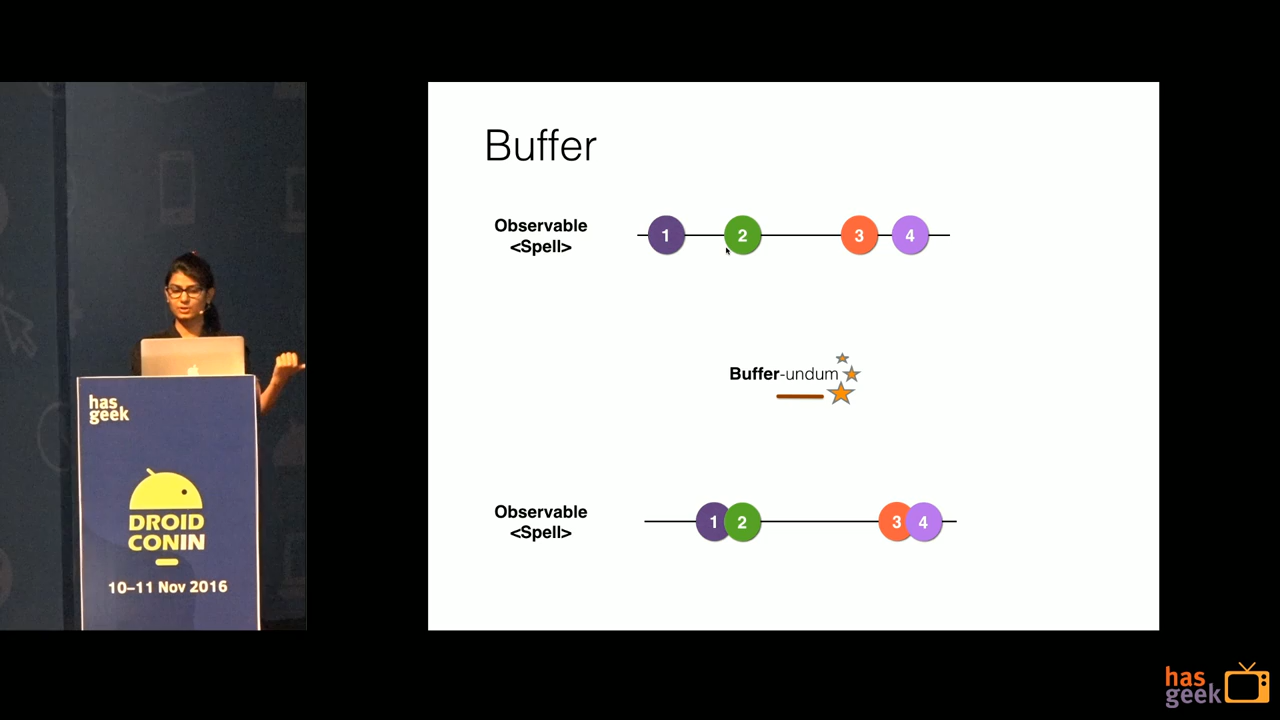 Buffer
Observable
<Spell>
1
2
3
4
Buffer-undum
Observable
<Spell>
1
2
3
4
has
geek
DROID
CONIN
10–11 Nov 2016
has
geek